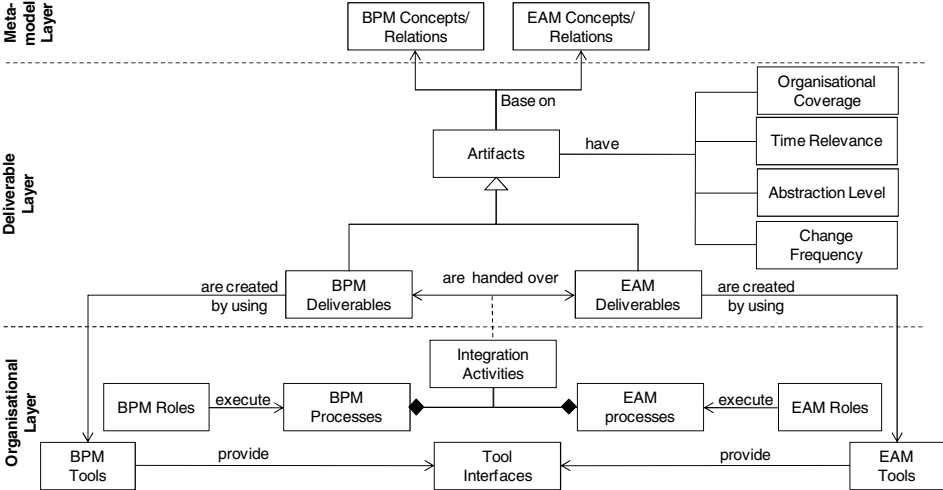 Meta-
model
Layer
BPM Concepts/
Relations
EAM Concepts/
Relations
Base on
Deliverable
Layer
Artifacts
have
Organisational
Coverage
Time Relevance
Abstraction Level
Change
Frequency
are created
by using
BPM
Deliverables
are handed over
EAM
Deliverables
are created
by using
Organisational
Layer
Integration
Activities
BPM Roles
execute
BPM
Processes
EAM
processes
execute
EAM Roles
BPM
Tools
provide
Tool
Interfaces
provide
EAM
Tools